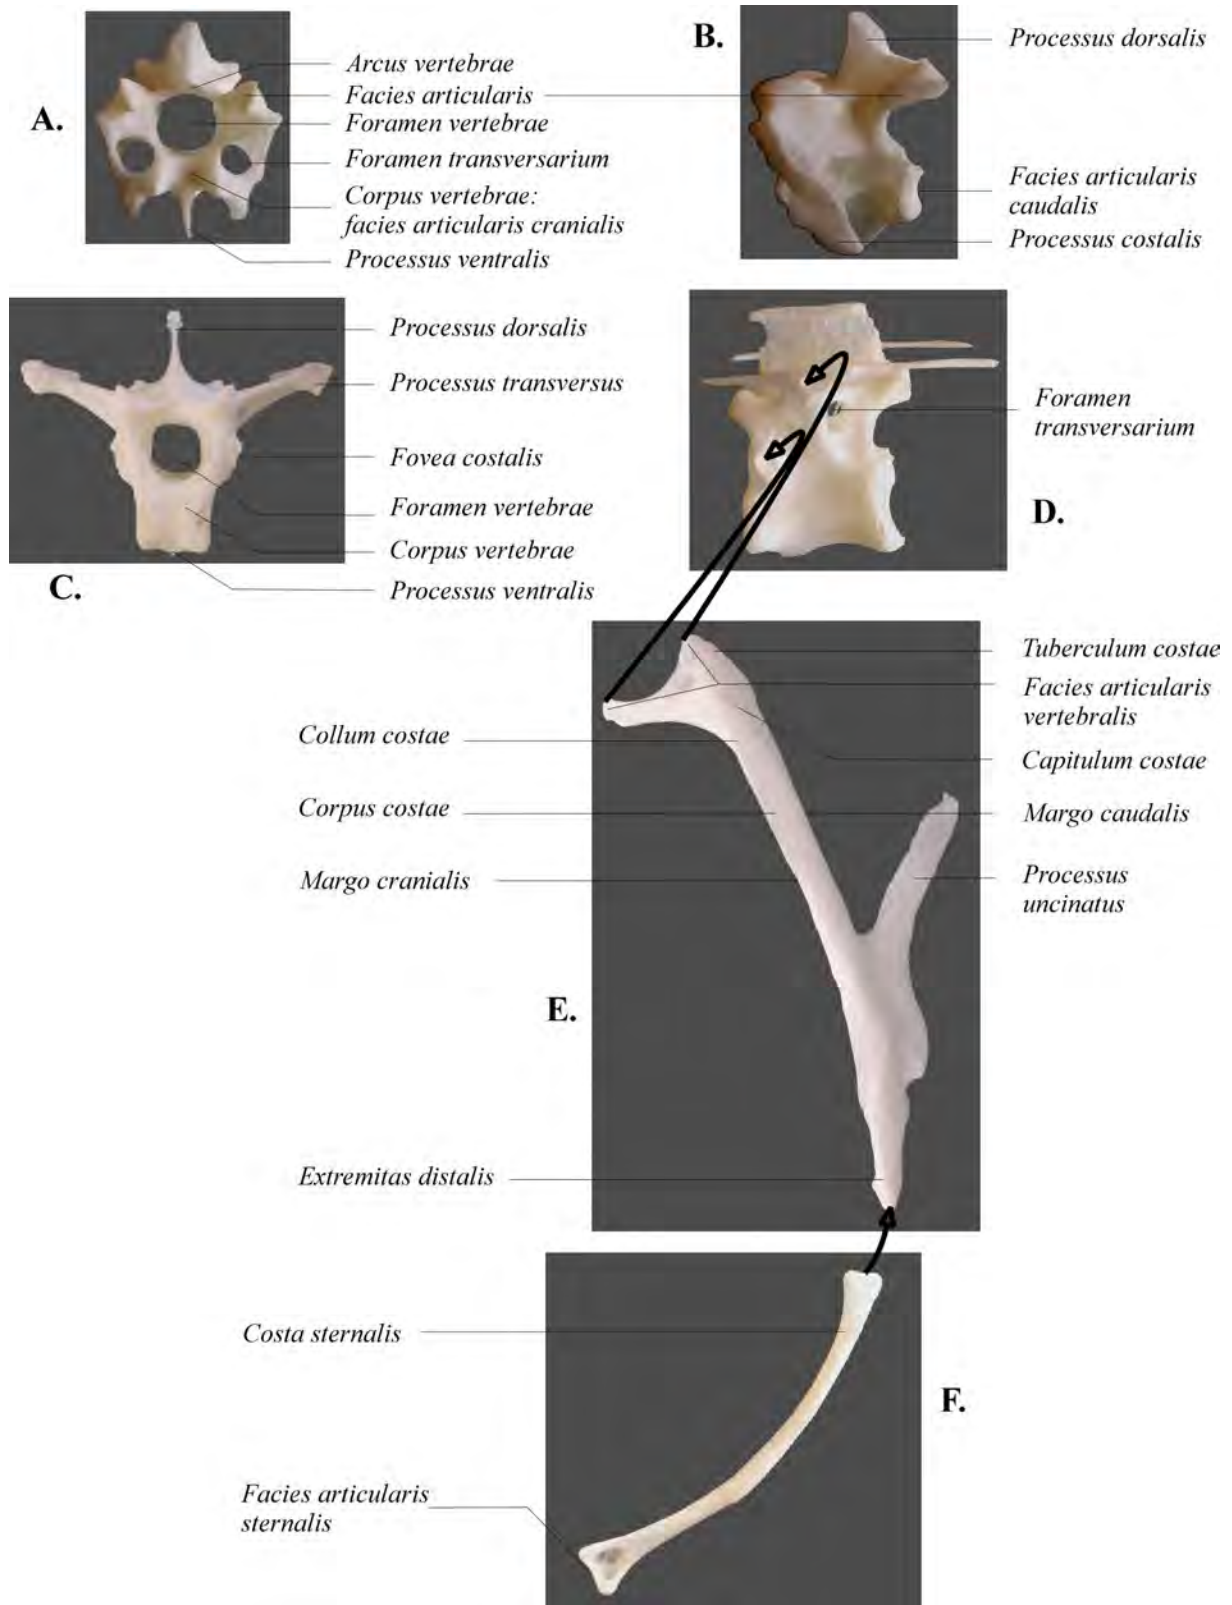 A.
Arcus vertebrae
Facies articularis
Foramen vertebrae
Foramen transversarium
Corpus vertebrae:
facies articularis cranialis
Processus ventralis
B.
Processus dorsalis
Facies articularis
caudalis
Processus costalis
C.
Processus dorsalis
Processus transversus
Fovea costalis
Foramen vertebrae
Corpus vertebrae
Processus ventralis
Foramen
transversarium
D.
Collum costae
Corpus costae
Margo cranialis
E.
Extremitas distalis
Tuberculum costae
Facies articularis
vertebralis
Capitulum costae
Margo caudalis
Processus
uncinatus
Costa sternalis
F.
Facies articularis
sternalis